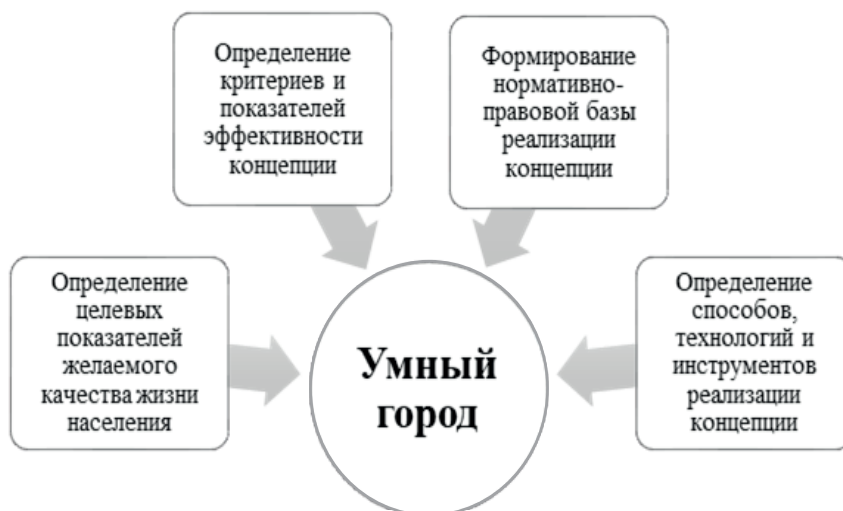 Определение
критериев и
показателей
эффективности
концепции
Формирование
нормативно-
правовой базы
реализации
концепции
Определение
целевых
показателей
желаемого
качества жизни
населения
Умный
город
Определение
способов,
технологий и
инструментов
реализации
концепции